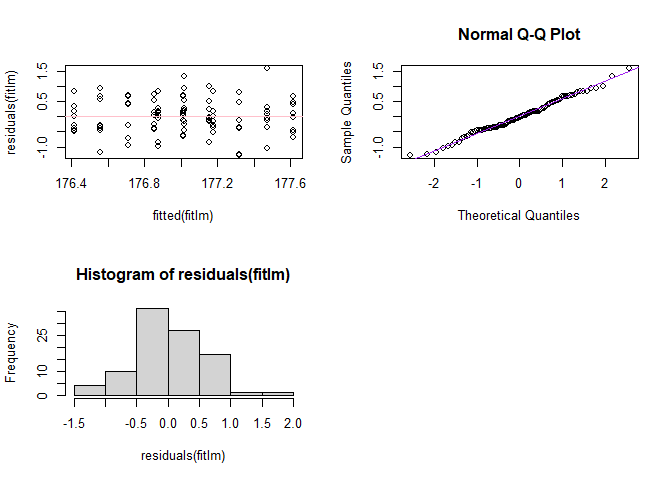 residuals(fitlm)
1.5
0.5
-1.0
176.4 176.8 177.2 177.6
fitted(fitlm)
Normal Q-Q Plot
Sample Quantiles
1.5
0.5
-1.0
-2 -1 0 1 2
Theoretical Quantiles
Histogram of residuals(fitlm)
Frequency
25
10
0
-1.5 -0.5 0.0 0.5 1.0 1.5 2.0
residuals(fitlm)